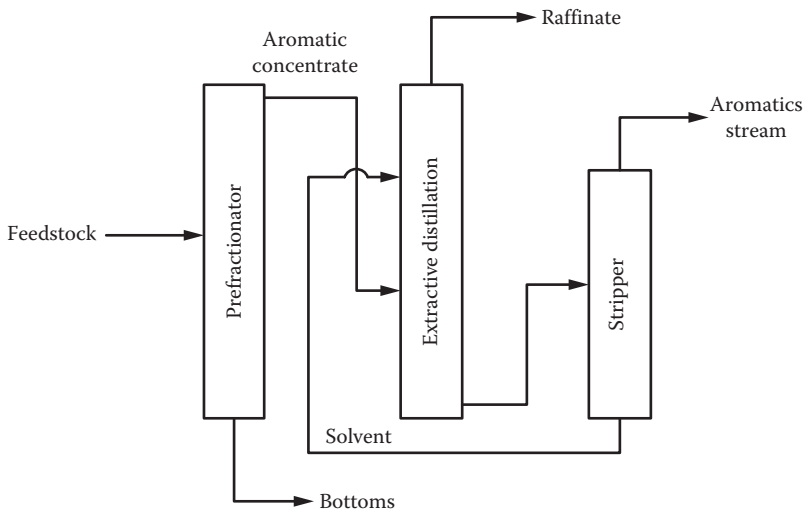 Raffinate
Aromatic
concentrate
Aromatics
stream
Feedstock
Prefractionator
Extractive distillation
Stripper
Solvent
Bottoms